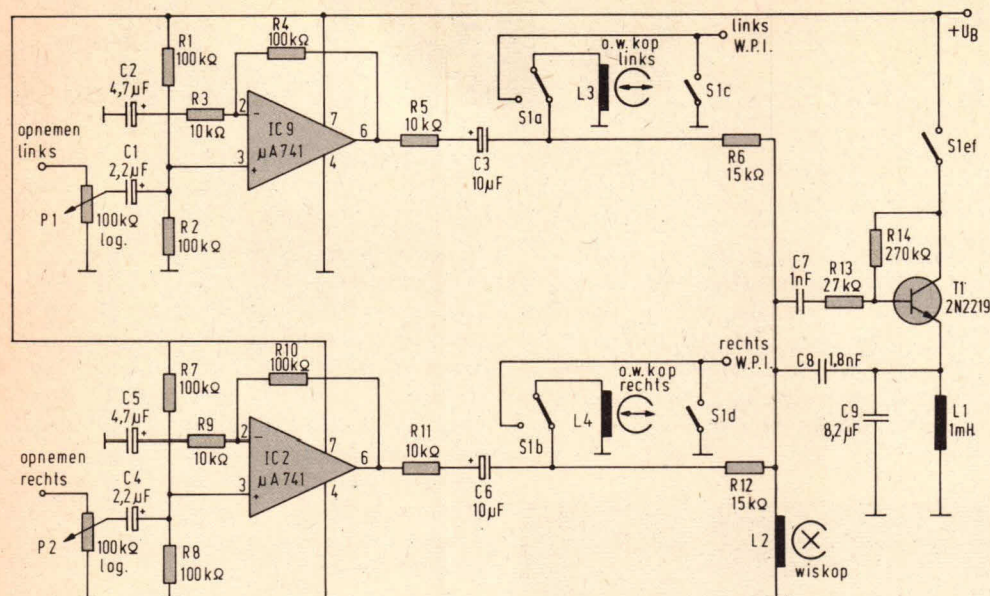 +UB
R4
100kΩ
R1
100kΩ
C2
4,7µF
R3
10kΩ
2
−
IC9
µA741
7
6
3
+
4
opnemen
links
C1
2,2µF
P1
100kΩ
log.
R2
100kΩ
R5
10kΩ
+
C3
10µF
S1a
L3
o.w.kop
links
S1c
links
W.P.I.
R6
15kΩ
S1ef
R14
270kΩ
C7
1nF
R13
27kΩ
T1
2N2219
C8
1,8nF
C9
8,2µF
L1
1mH
R10
100kΩ
R7
100kΩ
C5
4,7µF
R9
10kΩ
2
−
IC2
µA741
7
6
3
+
4
opnemen
rechts
C4
2,2µF
P2
100kΩ
log.
R8
100kΩ
R11
10kΩ
+
C6
10µF
S1b
L4
o.w.kop
rechts
S1d
rechts
W.P.I.
R12
15kΩ
L2
wiskop